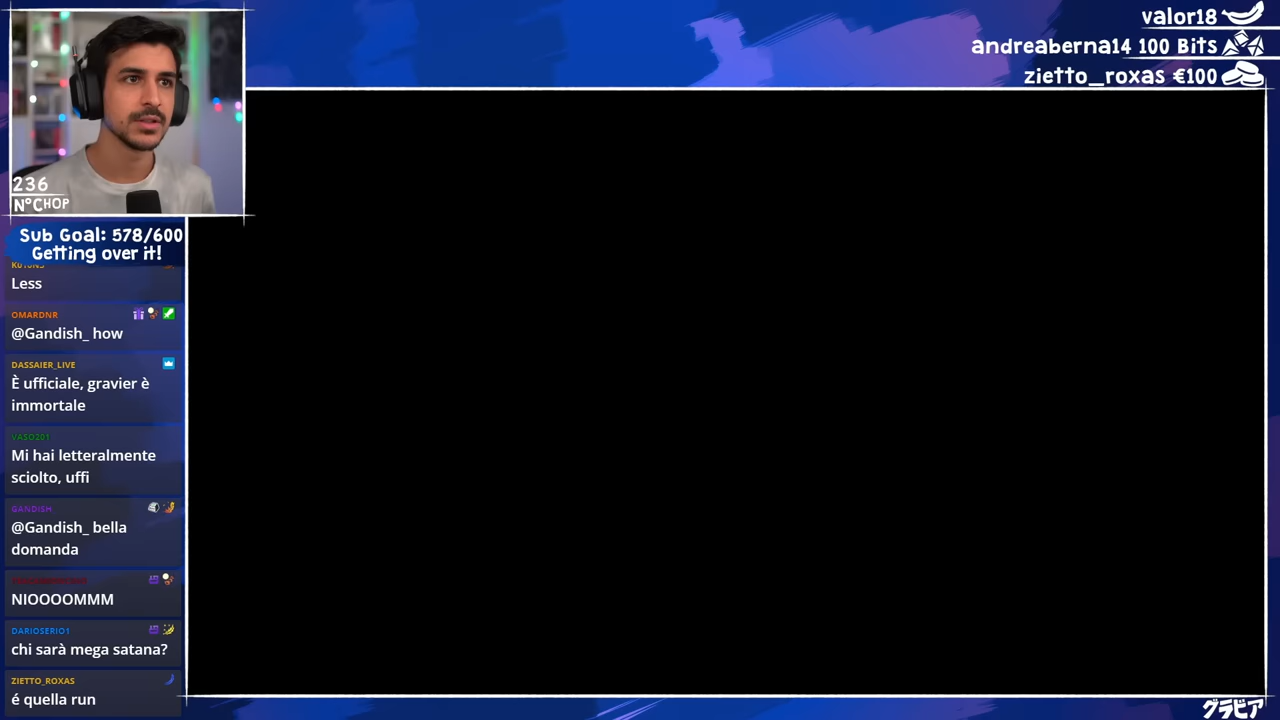 valor18
andreaberna14 100 Bits
zietto_roxas €100
236
N°CHOP
Sub Goal: 578/600
Getting over it!
Less
OMARDNR
@Gandish_ how
DASSAIER_LIVE
È ufficiale, gravier è
immortale
VASO201
Mi hai letteralmente
sciolto, uffi
GANDISH
@Gandish_ bella
domanda
NIOOOOMMM
DARIOSERIO1
chi sarà mega satana?
ZIETTO_ROXAS
é quella run
グラビア